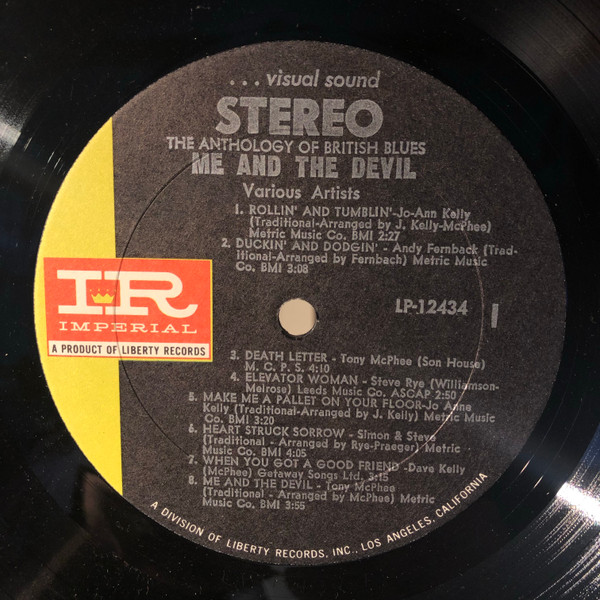 ...visual sound
STEREO
THE ANTHOLOGY OF BRITISH BLUES
ME AND THE DEVIL
Various Artists
1. ROLLIN' AND TUMBLIN'-Jo-Ann Kelly
(Traditional-Arranged by J. Kelly-McPhee)
Metric Music Co. BMI 2:27
2. DUCKIN' AND DODGIN' - Andy Fernback (Trad-
itional-Arranged by Fernbach) Metric Music
Co. BMI 3:08
IR
IMPERIAL
A PRODUCT OF LIBERTY RECORDS
LP-12434 I
3. DEATH LETTER - Tony McPhee (Son House)
M. C. P. S. 4:10
4. ELEVATOR WOMAN - Steve Rye (Williamson-
Melrose) Leeds Music Co. ASCAP 2:50
5. MAKE ME A PALLET ON YOUR FLOOR-Jo Anne
Kelly (Traditional-Arranged by J. Kelly) Metric Music
Co. BMI 3:20
6. HEART STRUCK SORROW - Simon & Steve
(Traditional - Arranged by Rye-Praeger) Metric
Music Co. BMI 4:05
7. WHEN YOU GOT A GOOD FRIEND -Dave Kelly
(McPhee) Getaway Songs Ltd. 3:15
8. ME AND THE DEVIL - Tony McPhee
(Traditional - Arranged by McPhee) Metric
Music Co. BMI 3:55
A DIVISION OF LIBERTY RECORDS, INC., LOS ANGELES, CALIFORNIA